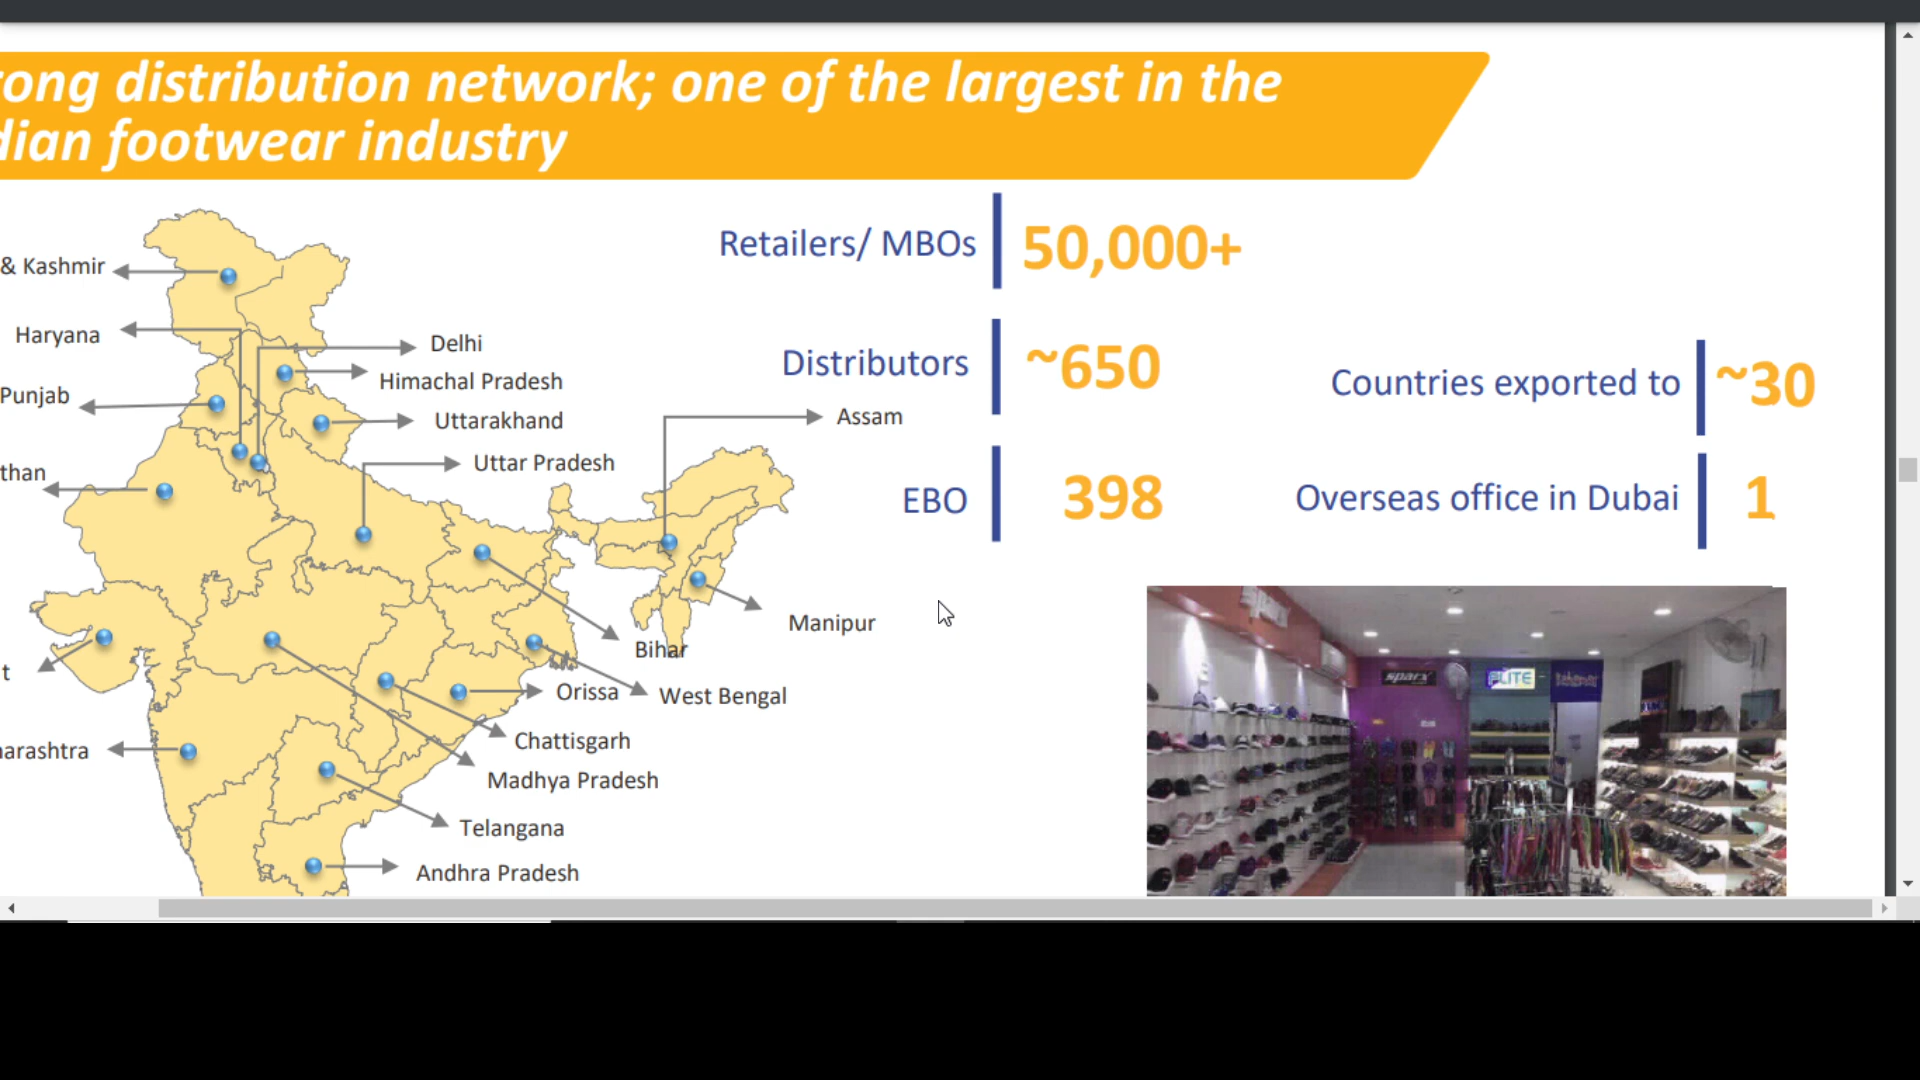 ong distribution network; one of the largest in the
dian footwear industry
Retailers/ MBOs 50,000+
& Kashmir
Haryana
Delhi
Himachal Pradesh
Distributors ~650
Countries exported to ~30
Punjab
Uttarakhand
Assam
Uttar Pradesh
than
EBO 398
Overseas office in Dubai 1
Manipur
Bihar
t
Orissa
West Bengal
sparx
FLITE
Chattisgarh
arashtra
Madhya Pradesh
Telangana
Andhra Pradesh